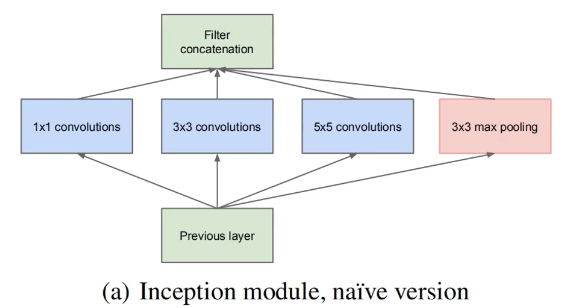 Filter
concatenation
1x1 convolutions
3x3 convolutions
5x5 convolutions
3x3 max pooling
Previous layer
(a) Inception module, naïve version